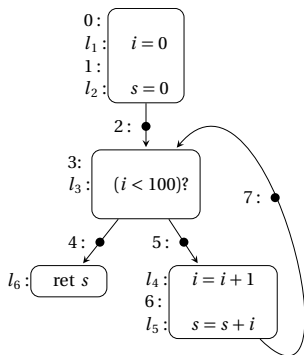 0:
l₁: i = 0
1:
l₂: s = 0
2:
3:
l₃: (i < 100)?
7:
4: 5:
l₆: ret s
l₄: i = i + 1
6:
l₅: s = s + i